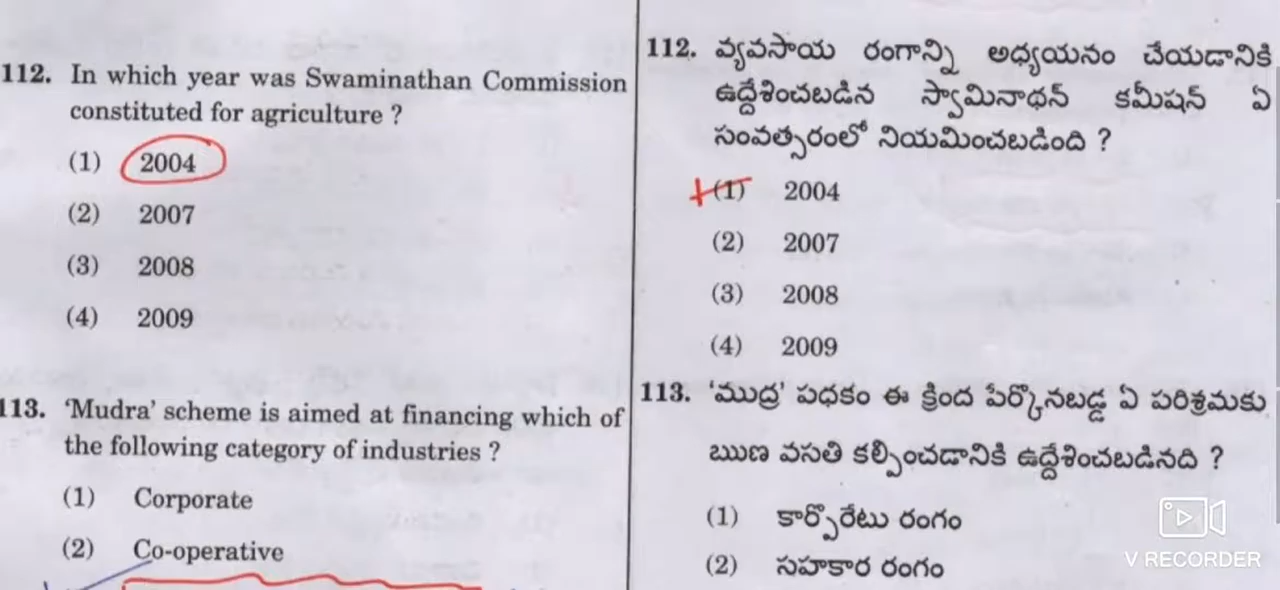 112. In which year was Swaminathan Commission
constituted for agriculture ?
(1) 2004
(2) 2007
(3) 2008
(4) 2009
113. 'Mudra' scheme is aimed at financing which of
the following category of industries ?
(1) Corporate
(2) Co-operative
112. వ్యవసాయ రంగాన్ని అధ్యయనం చేయడానికి
ఉద్దేశించబడిన స్వామినాథన్ కమీషన్ ఏ
సంవత్సరంలో నియమించబడింది ?
(1) 2004
(2) 2007
(3) 2008
(4) 2009
113. 'ముద్ర' పథకం ఈ క్రింద పేర్కొనబడ్డ ఏ పరిశ్రమకు
ఋణ వసతి కల్పించడానికి ఉద్దేశించబడినది ?
(1) కార్పొరేటు రంగం
(2) సహకార రంగం
V RECORDER